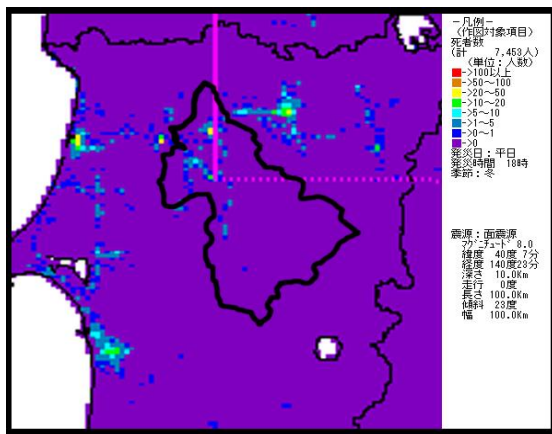 －凡例－
(作図対象項目)
死者数
(計 7,453人)
(単位：人数)
->100以上
->50～100
->20～50
->10～20
->5～10
->1～5
->0～1
->0
発災日：平日
発災時間 18時
季節：冬
震源：面震源
ﾏｸﾞﾆﾁｭｰﾄﾞ 8.0
緯度 40度 7分
経度 140度23分
深さ 10.0Km
走行 0度
長さ 100.0Km
傾斜 23度
幅 100.0Km